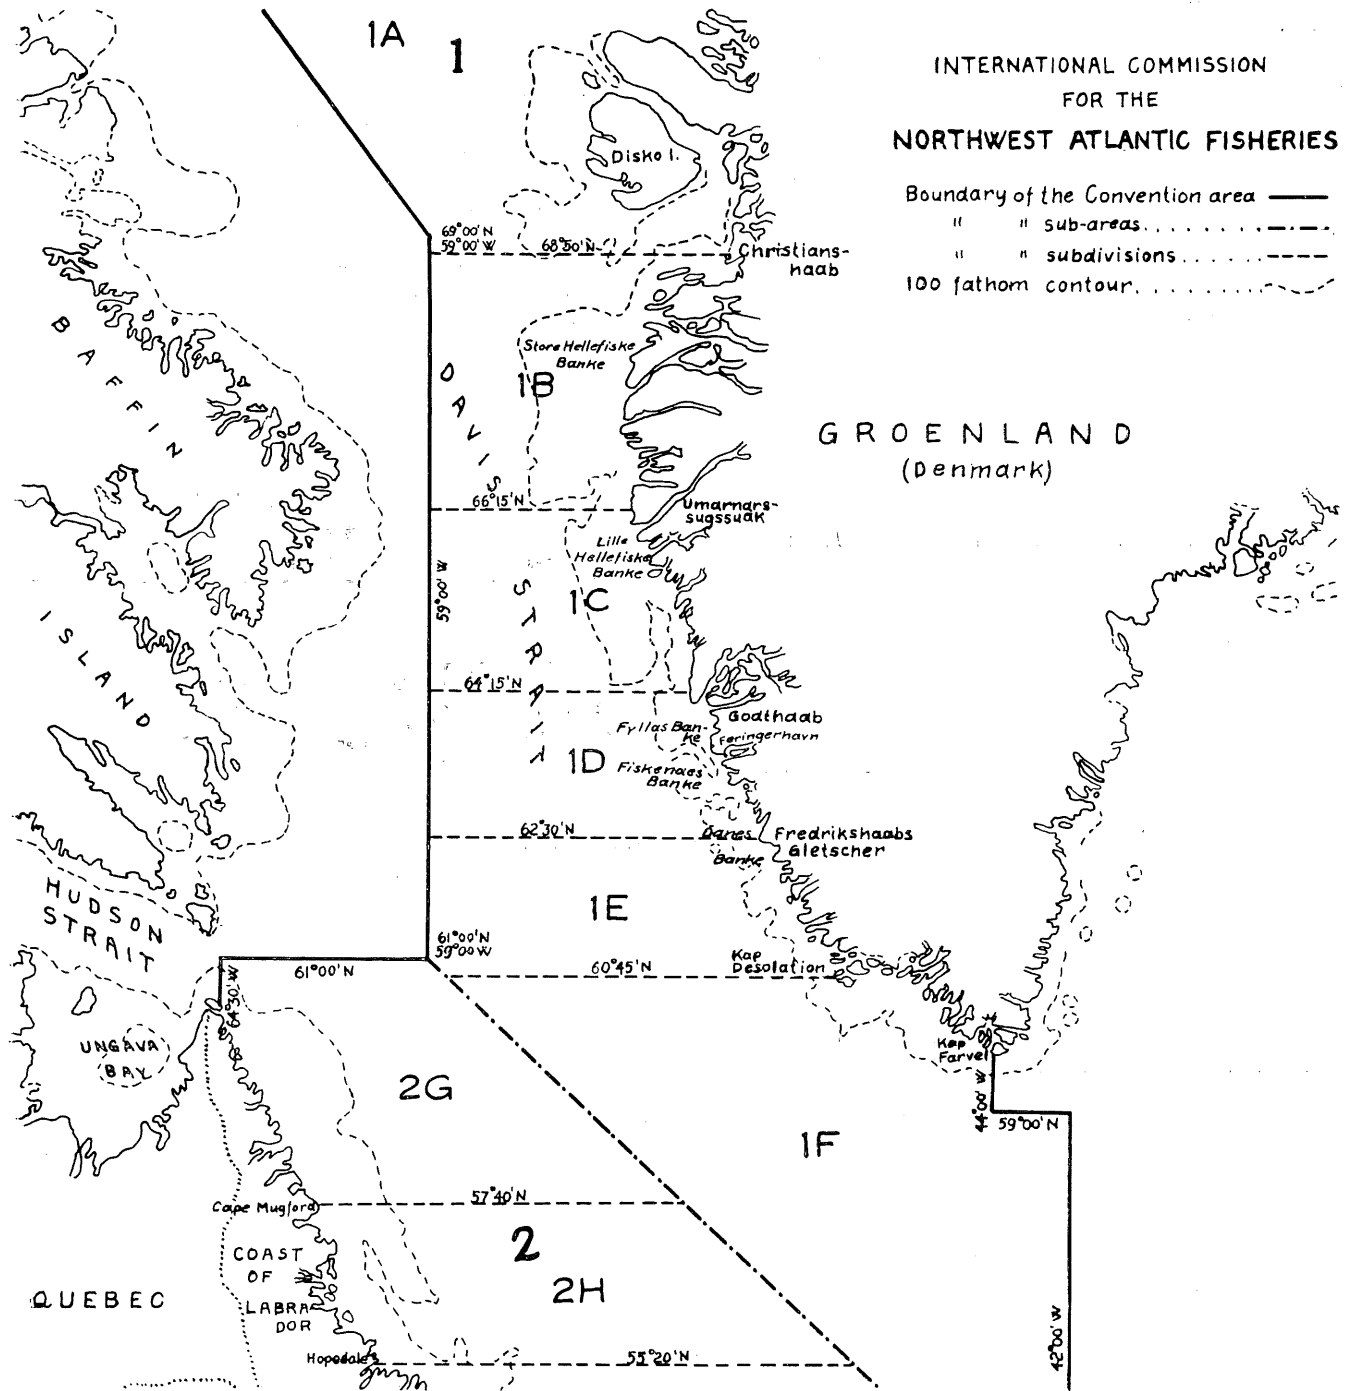 1A
1
INTERNATIONAL COMMISSION
FOR THE
NORTHWEST ATLANTIC FISHERIES
Boundary of the Convention area
" " sub-areas........
" " subdivisions......
100 fathom contour.........
Disko I.
69°00'N
59°00'W
68°50'N
Christians-
haab
BAFFIN
ISLAND
DAVIS
STRAIT
Store Hellefiske
Banke
1B
GROENLAND
(Denmark)
66°15'N
Umarnars-
sugssuak
Lille
Hellefiske
Banke
59°00'W
1C
64°15'N
Godthaab
Fyllas Ban-
ke
Færingerhavn
1D
Fiskenaes
Banke
62°30'N
Danes
Banke
Fredrikshaabs
Gletscher
HUDSON
STRAIT
1E
61°00'N
59°00'W
61°00'N
60°45'N
Kap
Desolation
64°30'W
UNGAVA
BAY
Kap
Farvel
2G
44°00'W
59°00'N
1F
57°40'N
Cape Mugford
2
COAST
OF
LABRA-
DOR
2H
QUEBEC
42°00'W
Hopedale
55°20'N